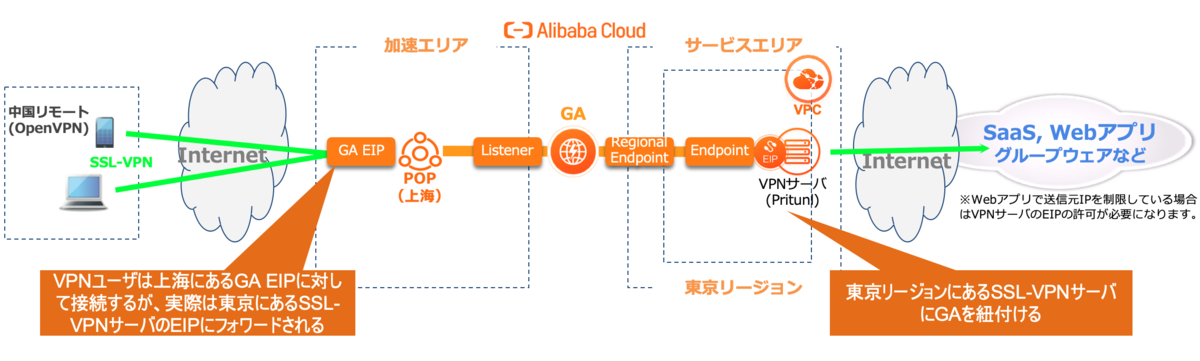 Alibaba Cloud
加速エリア
サービスエリア
中国リモート
(OpenVPN)
SSL-VPN
Internet
GA EIP
POP
(上海)
Listener
GA
Regional
Endpoint
Endpoint
EIP
VPC
VPNサーバ
(Pritunl)
Internet
SaaS, Webアプリ
グループウェアなど
※Webアプリで送信元IPを制限している場合
はVPNサーバのEIPの許可が必要になります。
東京リージョン
VPNユーザは上海にあるGA EIPに対し
て接続するが、実際は東京にあるSSL-
VPNサーバのEIPにフォワードされる
東京リージョンにあるSSL-VPNサーバ
にGAを紐付ける